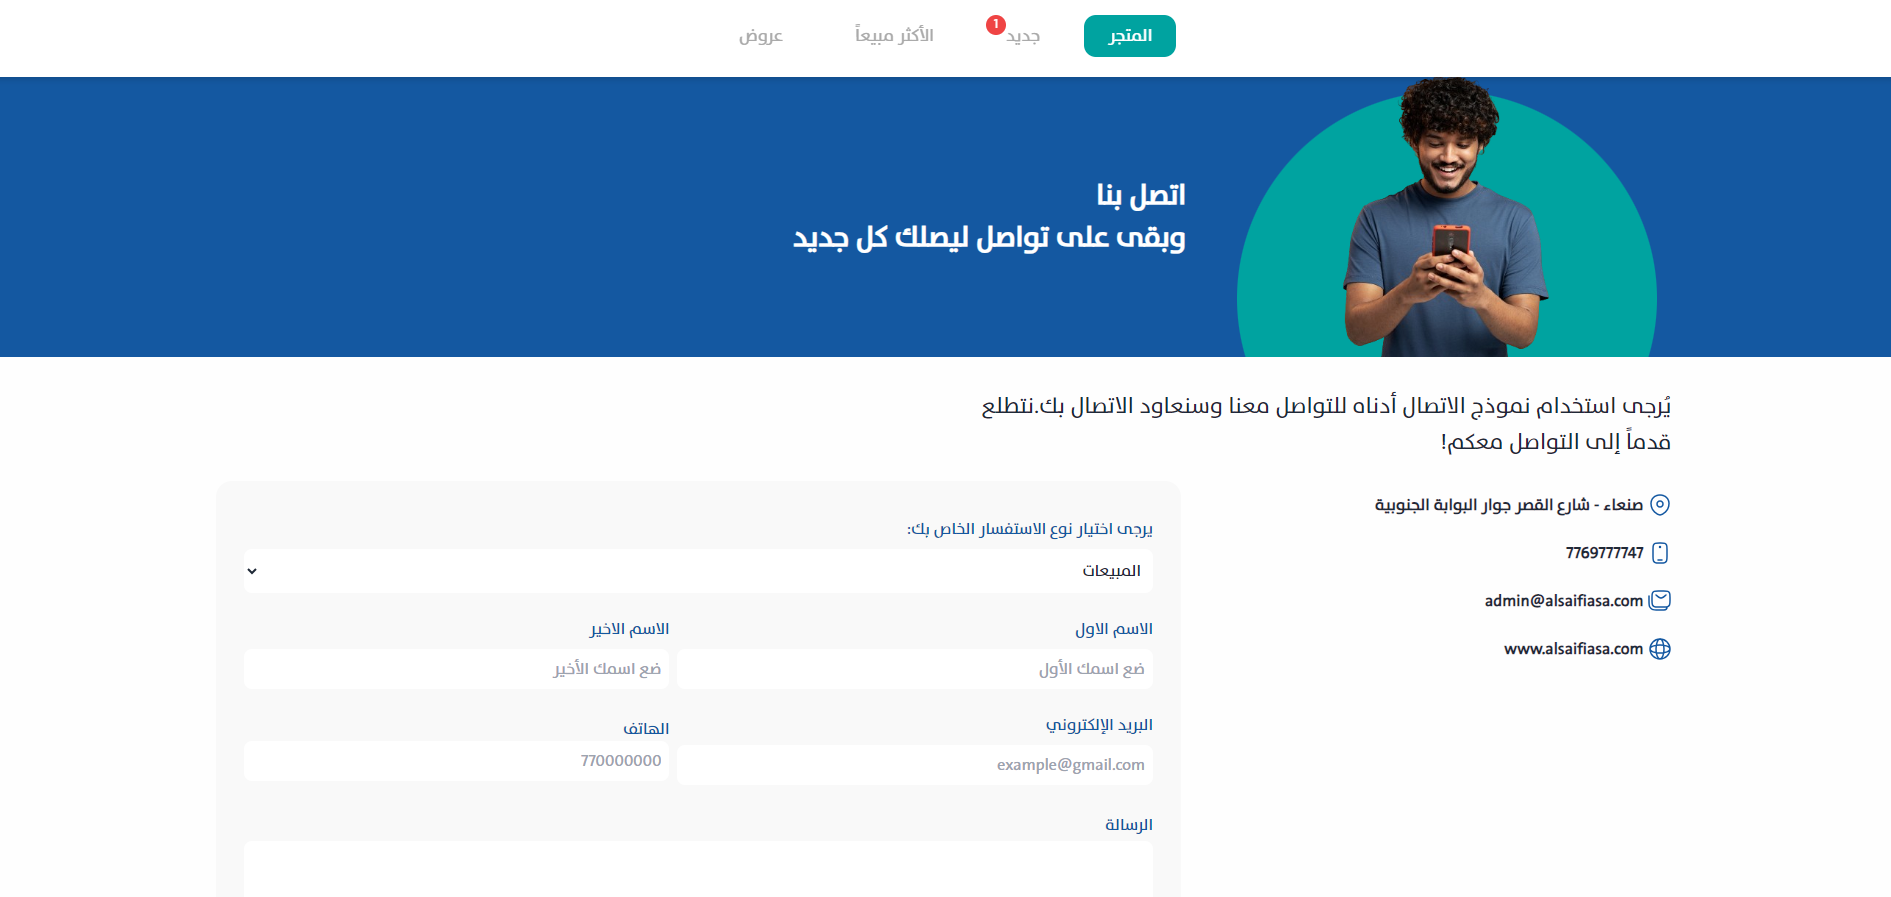 المتجر
جديد
1
الأكثر مبيعاً
عروض
اتصل بنا
وبقى على تواصل ليصلك كل جديد
يُرجى استخدام نموذج الاتصال أدناه للتواصل معنا وسنعاود الاتصال بك.نتطلع
قدماً إلى التواصل معكم!
صنعاء - شارع القصر جوار البوابة الجنوبية
7769777747
admin@alsaifiasa.com
www.alsaifiasa.com
يرجى اختيار نوع الاستفسار الخاص بك:
المبيعات
الاسم الاول
الاسم الاخير
ضع اسمك الأول
ضع اسمك الأخير
البريد الإلكتروني
الهاتف
example@gmail.com
770000000
الرسالة